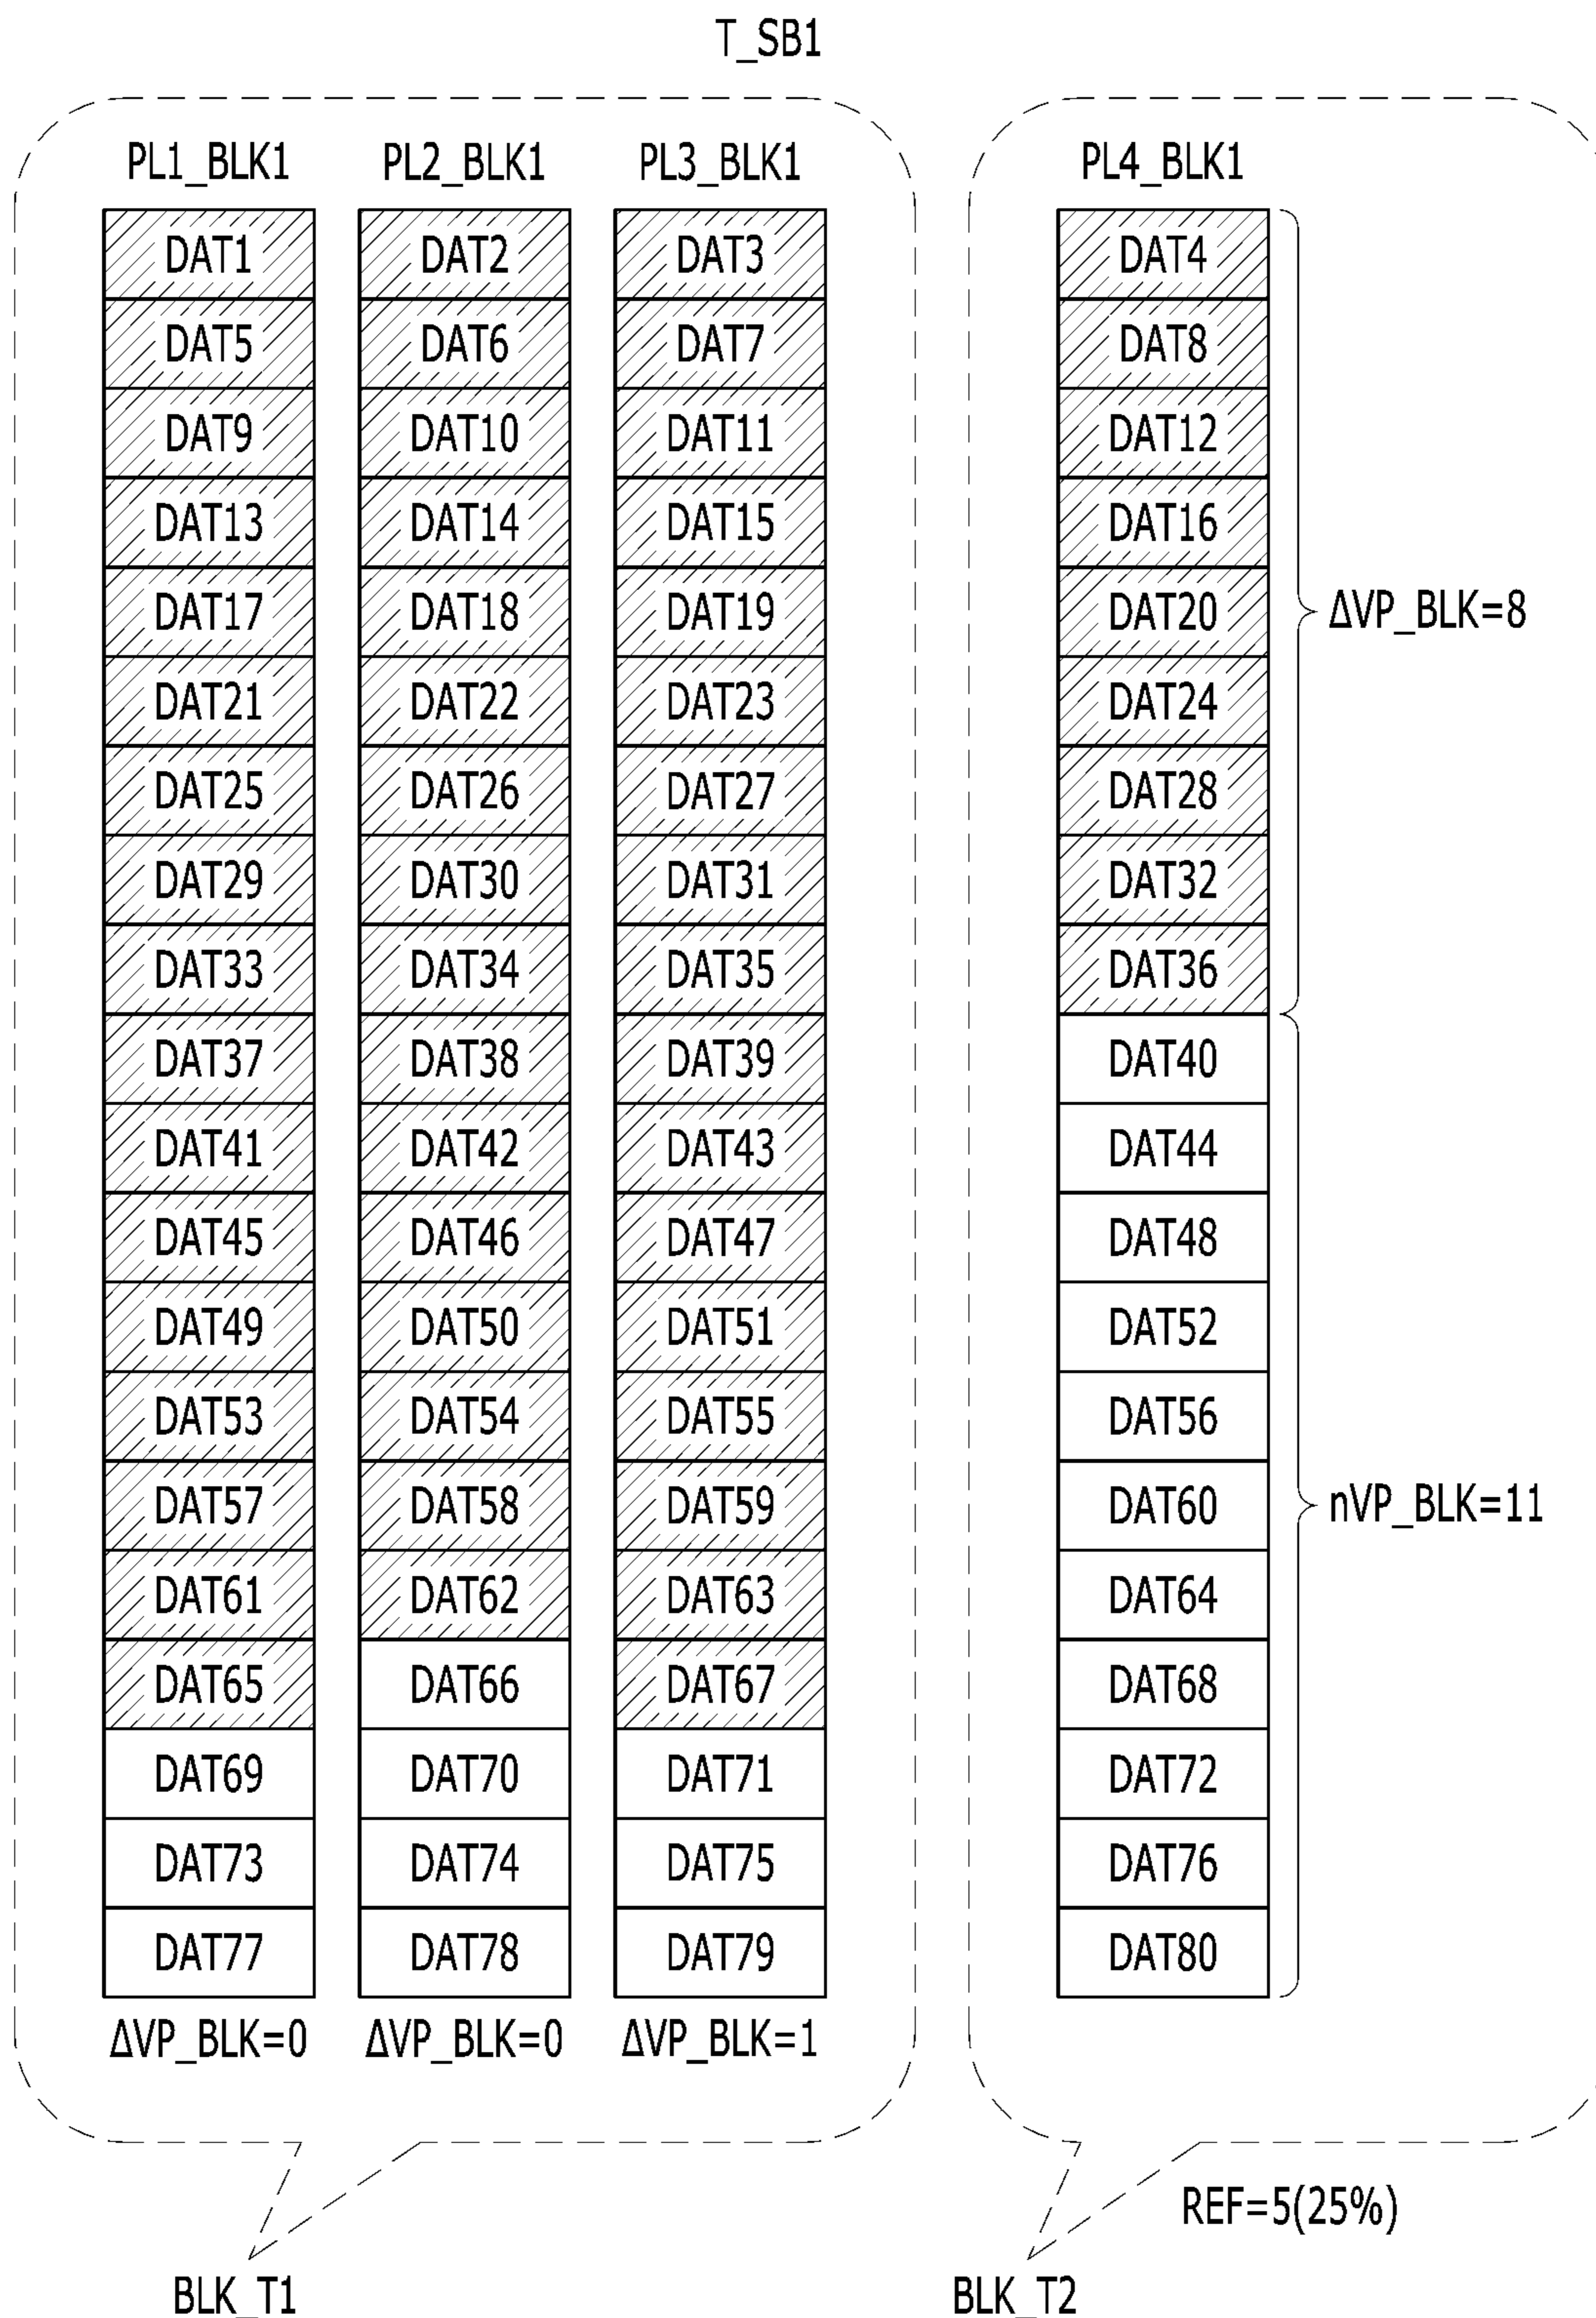 T_SB1
PL1_BLK1 PL2_BLK1 PL3_BLK1 PL4_BLK1
DAT1 DAT2 DAT3 DAT4
DAT5 DAT6 DAT7 DAT8
DAT9 DAT10 DAT11 DAT12
DAT13 DAT14 DAT15 DAT16
DAT17 DAT18 DAT19 DAT20 ΔVP_BLK=8
DAT21 DAT22 DAT23 DAT24
DAT25 DAT26 DAT27 DAT28
DAT29 DAT30 DAT31 DAT32
DAT33 DAT34 DAT35 DAT36
DAT37 DAT38 DAT39 DAT40
DAT41 DAT42 DAT43 DAT44
DAT45 DAT46 DAT47 DAT48
DAT49 DAT50 DAT51 DAT52
DAT53 DAT54 DAT55 DAT56
DAT57 DAT58 DAT59 DAT60 nVP_BLK=11
DAT61 DAT62 DAT63 DAT64
DAT65 DAT66 DAT67 DAT68
DAT69 DAT70 DAT71 DAT72
DAT73 DAT74 DAT75 DAT76
DAT77 DAT78 DAT79 DAT80
ΔVP_BLK=0 ΔVP_BLK=0 ΔVP_BLK=1
REF=5(25%)
BLK_T1 BLK_T2